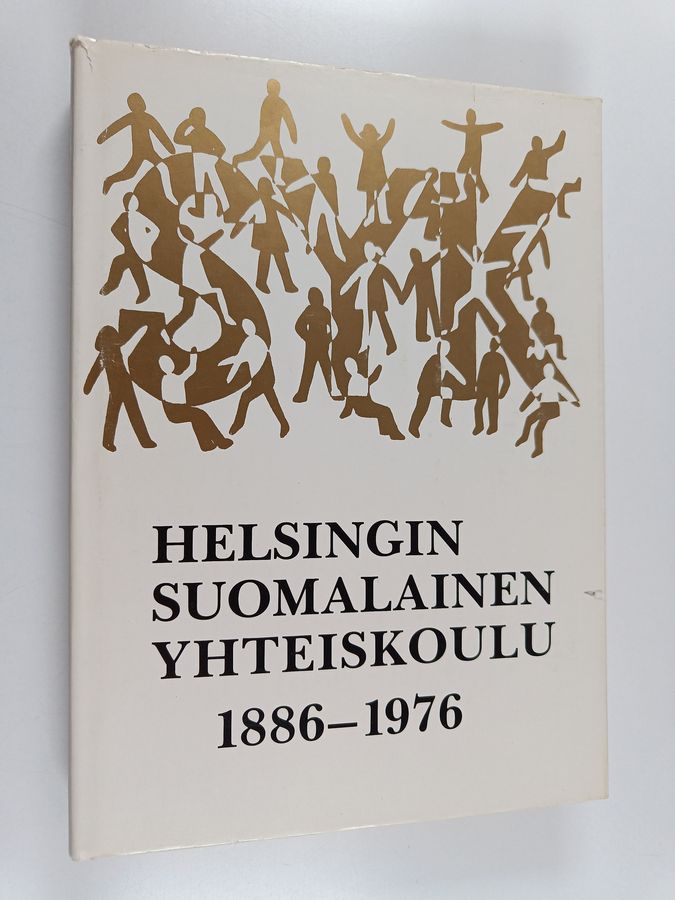 SYK
HELSINGIN
SUOMALAINEN
YHTEISKOULU
1886–1976